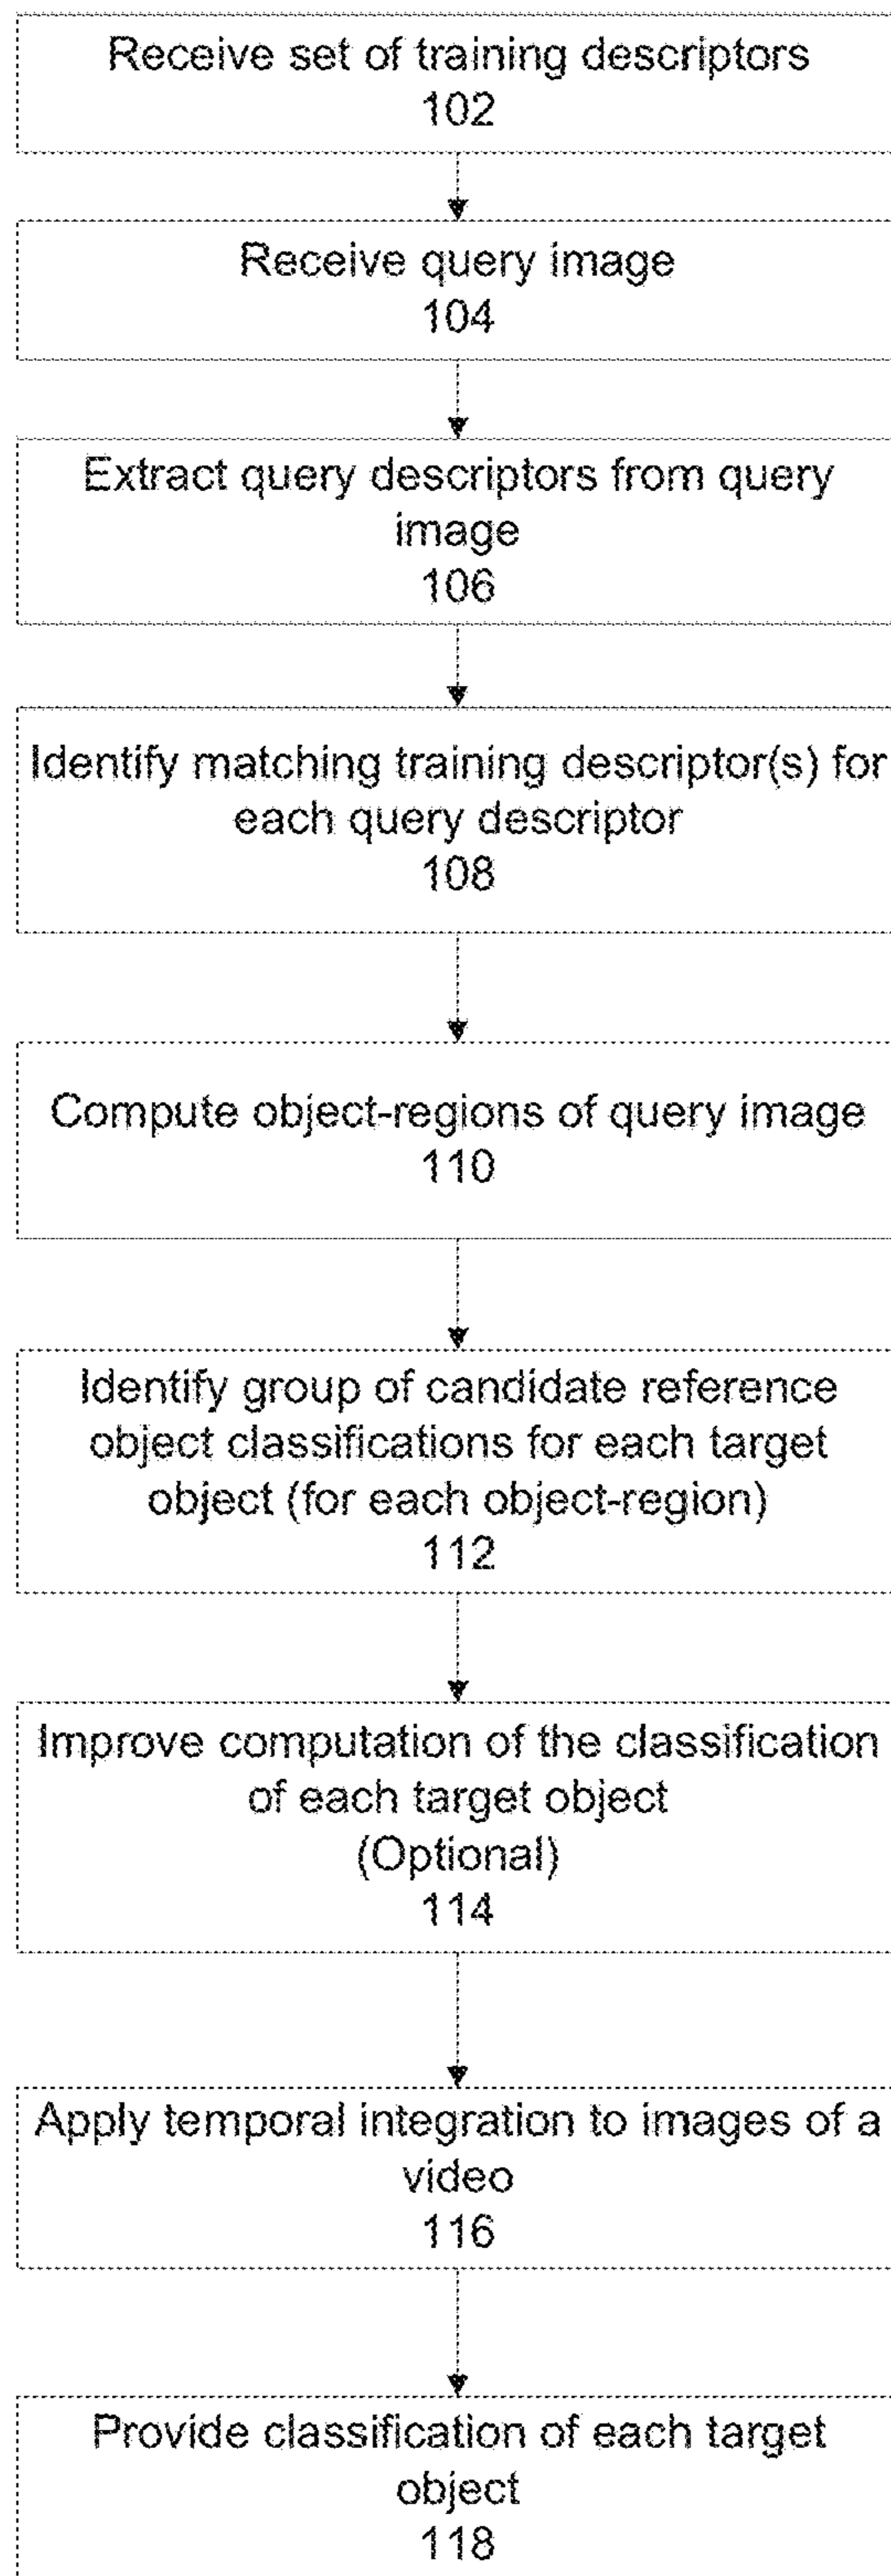 Receive set of training descriptors
102
Receive query image
104
Extract query descriptors from query
image
106
Identify matching training descriptor(s) for
each query descriptor
108
Compute object-regions of query image
110
Identify group of candidate reference
object classifications for each target
object (for each object-region)
112
Improve computation of the classification
of each target object
(Optional)
114
Apply temporal integration to images of a
video
116
Provide classification of each target
object
118